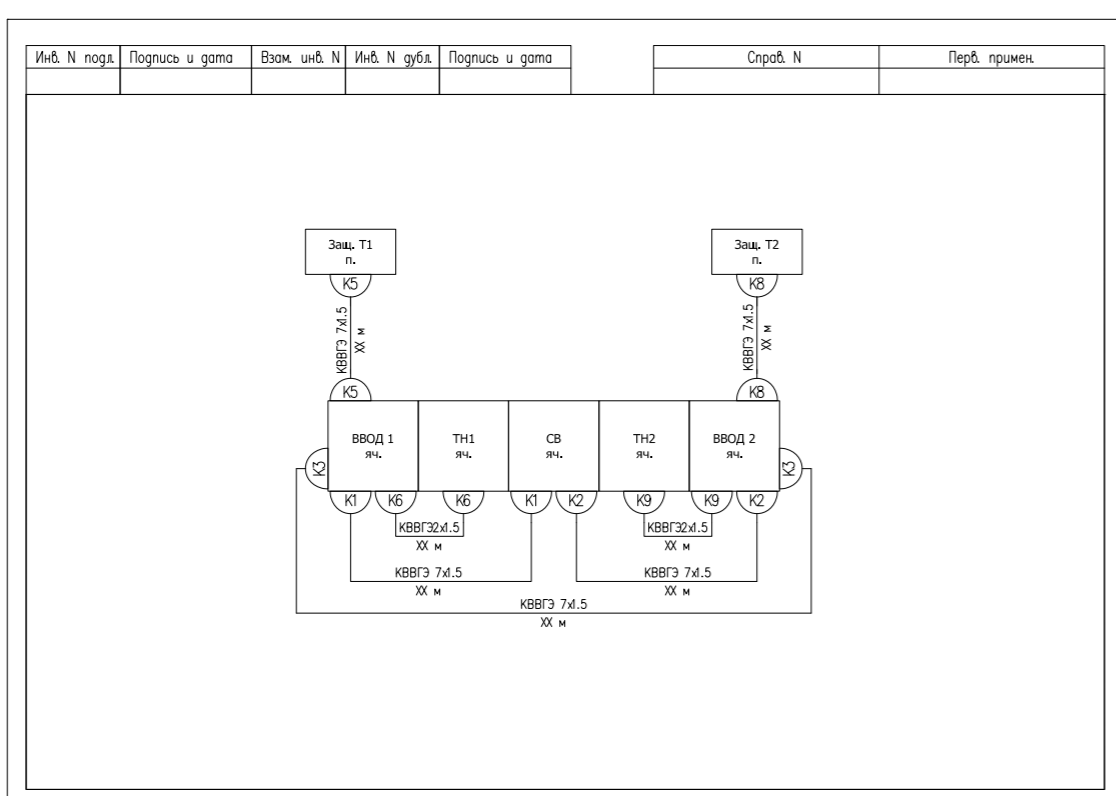 Инв. N подл.
Подпись и дата
Взам. инв. N
Инв. N дубл.
Подпись и дата
Справ. N
Перв. примен.
Защ. Т1
п.
К5
КВВГЭ 7х1.5
ХХ м
К5
Защ. Т2
п.
К8
КВВГЭ 7х1.5
ХХ м
К8
К3
ВВОД 1
яч.
ТН1
яч.
СВ
яч.
ТН2
яч.
ВВОД 2
яч.
К3
К1
К6
К6
К1
К2
К9
К9
К2
КВВГЭ2х1.5
ХХ м
КВВГЭ2х1.5
ХХ м
КВВГЭ 7х1.5
ХХ м
КВВГЭ 7х1.5
ХХ м
КВВГЭ 7х1.5
ХХ м